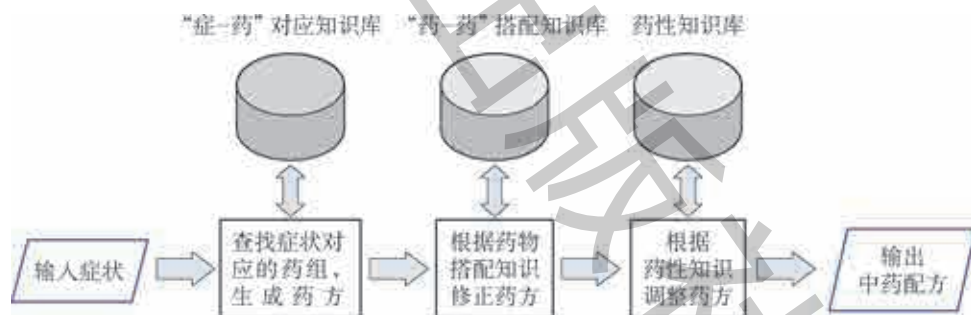 “症-药”对应知识库 “药-药”搭配知识库 药性知识库
输入症状
查找症状对
应的药组、
生成药方
根据药物
搭配知识
修正药方
根据
药性知识
调整药方
输出
中药配方